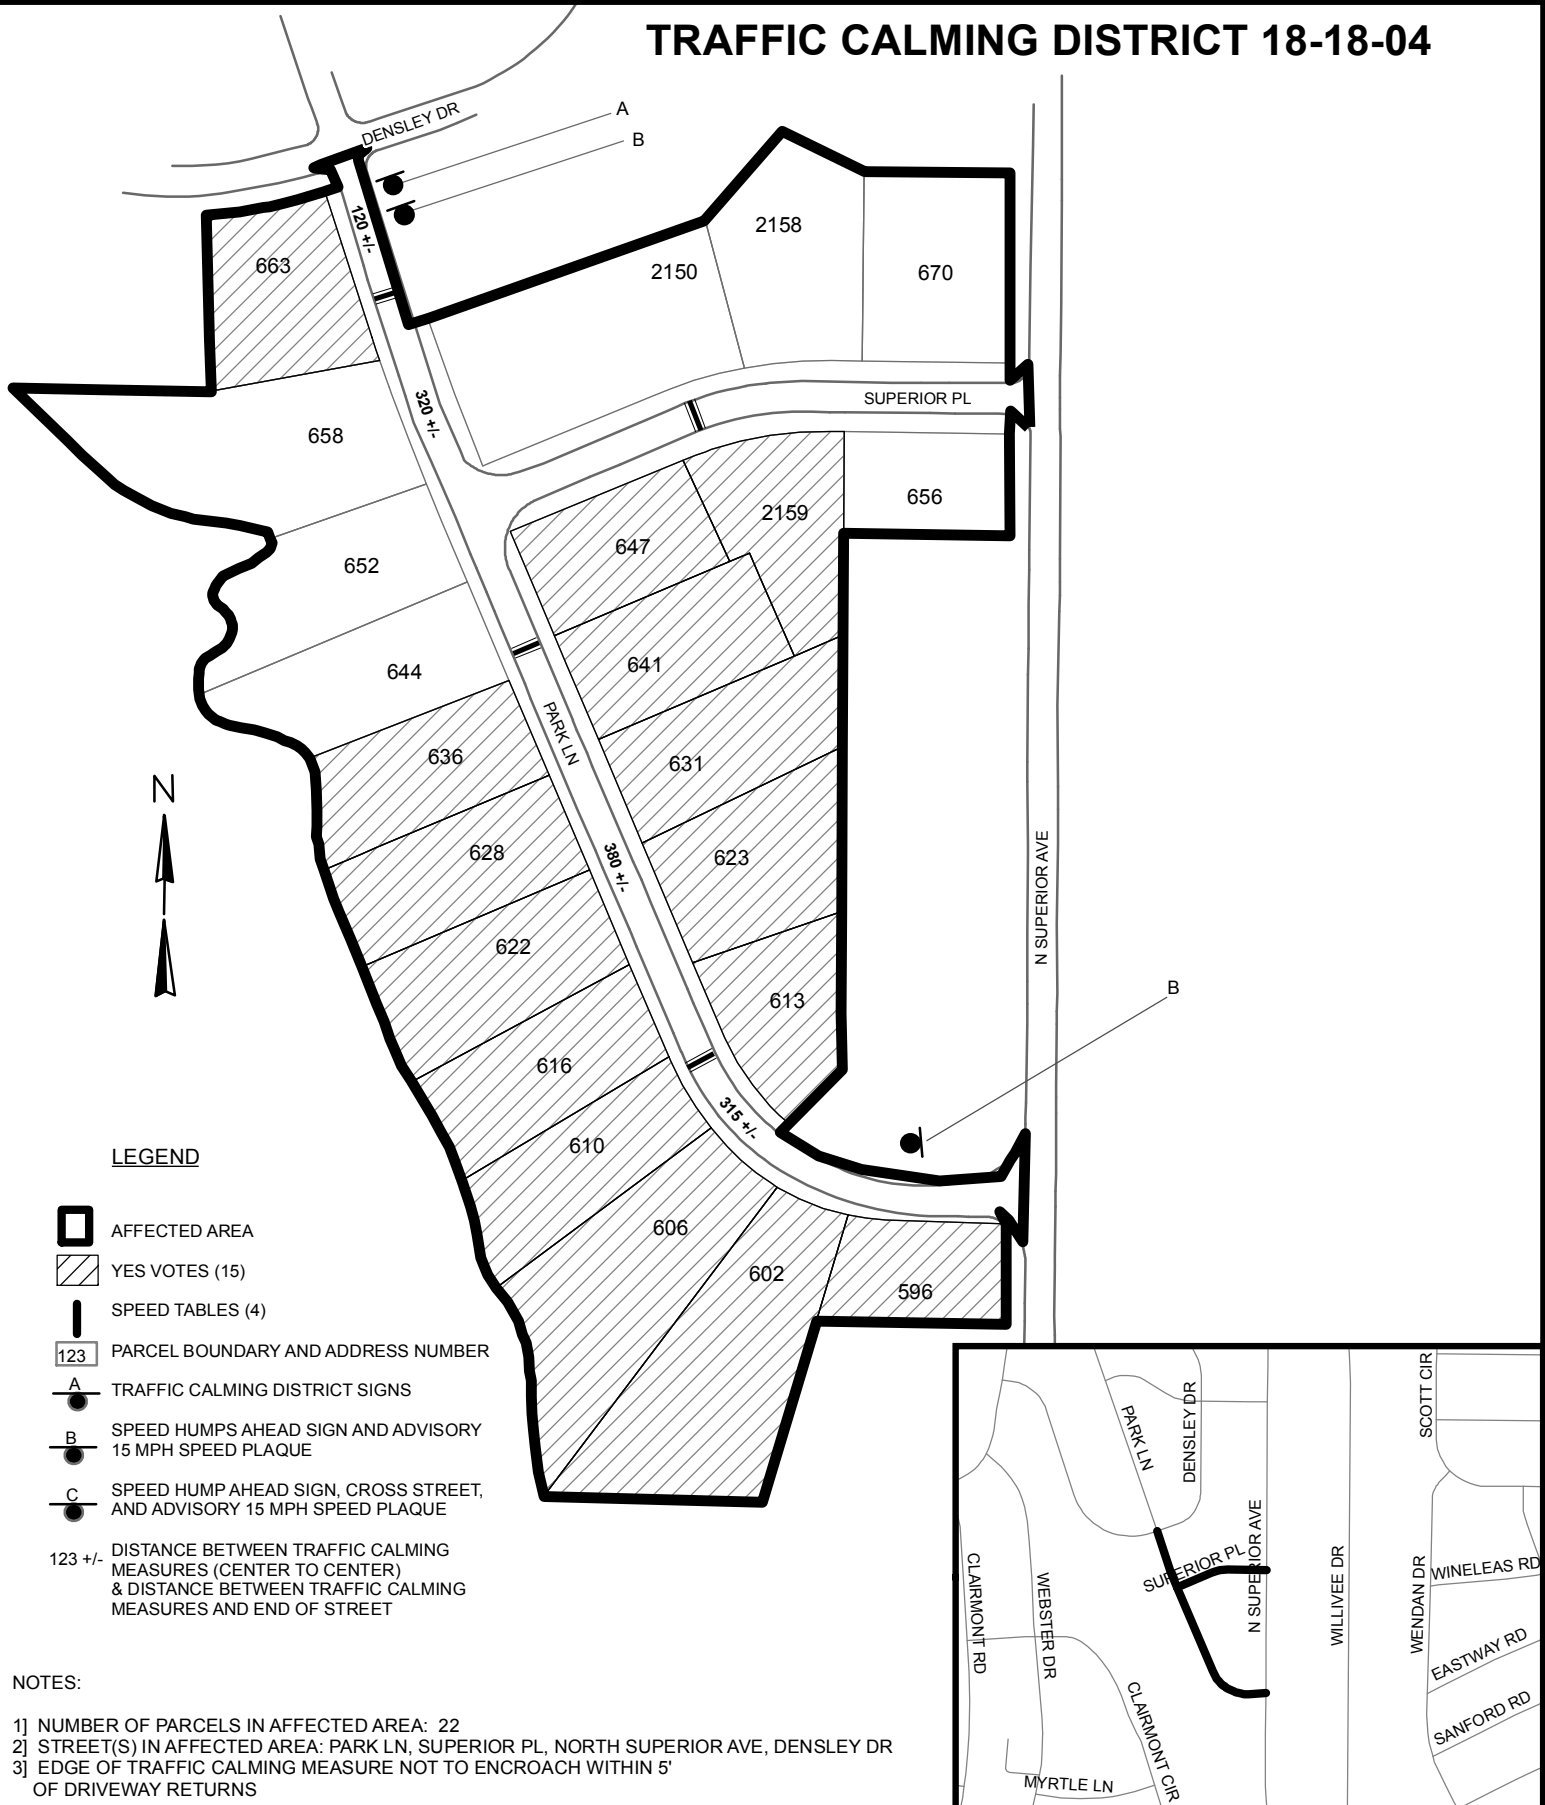 TRAFFIC CALMING DISTRICT 18-18-04
DENSLEY DR
A
B
120 +/-
663
2158
2150
670
320 +/-
SUPERIOR PL
658
656
2159
647
652
641
644
PARK LN
636
631
N
628
380 +/-
623
N SUPERIOR AVE
622
613
B
616
315 +/-
610
606
602
596
LEGEND
AFFECTED AREA
YES VOTES (15)
SPEED TABLES (4)
123 PARCEL BOUNDARY AND ADDRESS NUMBER
A TRAFFIC CALMING DISTRICT SIGNS
B SPEED HUMPS AHEAD SIGN AND ADVISORY
15 MPH SPEED PLAQUE
C SPEED HUMP AHEAD SIGN, CROSS STREET,
AND ADVISORY 15 MPH SPEED PLAQUE
123 +/- DISTANCE BETWEEN TRAFFIC CALMING
MEASURES (CENTER TO CENTER)
& DISTANCE BETWEEN TRAFFIC CALMING
MEASURES AND END OF STREET
NOTES:
1] NUMBER OF PARCELS IN AFFECTED AREA: 22
2] STREET(S) IN AFFECTED AREA: PARK LN, SUPERIOR PL, NORTH SUPERIOR AVE, DENSLEY DR
3] EDGE OF TRAFFIC CALMING MEASURE NOT TO ENCROACH WITHIN 5'
OF DRIVEWAY RETURNS
PARK LN
DENSLEY DR
SCOTT CIR
SUPERIOR PL
N SUPERIOR AVE
WILLIVEE DR
WENDAN DR
WINELEAS RD
CLAIRMONT RD
WEBSTER DR
EASTWAY RD
CLAIRMONT CIR
SANFORD RD
MYRTLE LN